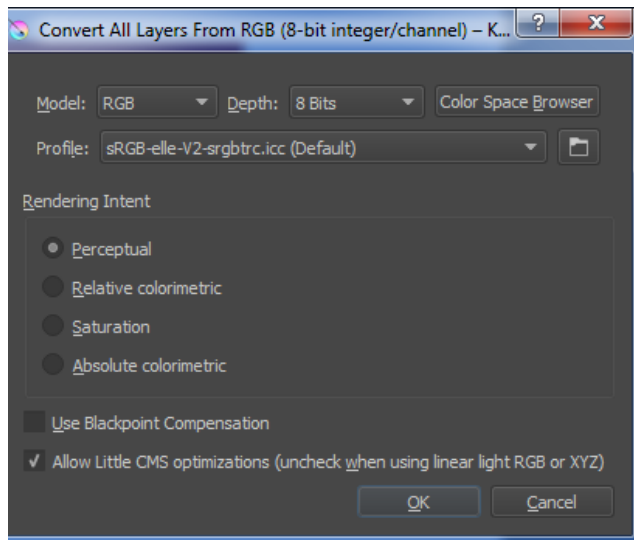 Convert All Layers From RGB (8-bit integer/channel) – K...
Model: RGB Depth: 8 Bits Color Space Browser
Profile: sRGB-elle-V2-srgbtrc.icc (Default)
Rendering Intent
Perceptual
Relative colorimetric
Saturation
Absolute colorimetric
Use Blackpoint Compensation
Allow Little CMS optimizations (uncheck when using linear light RGB or XYZ)
OK Cancel